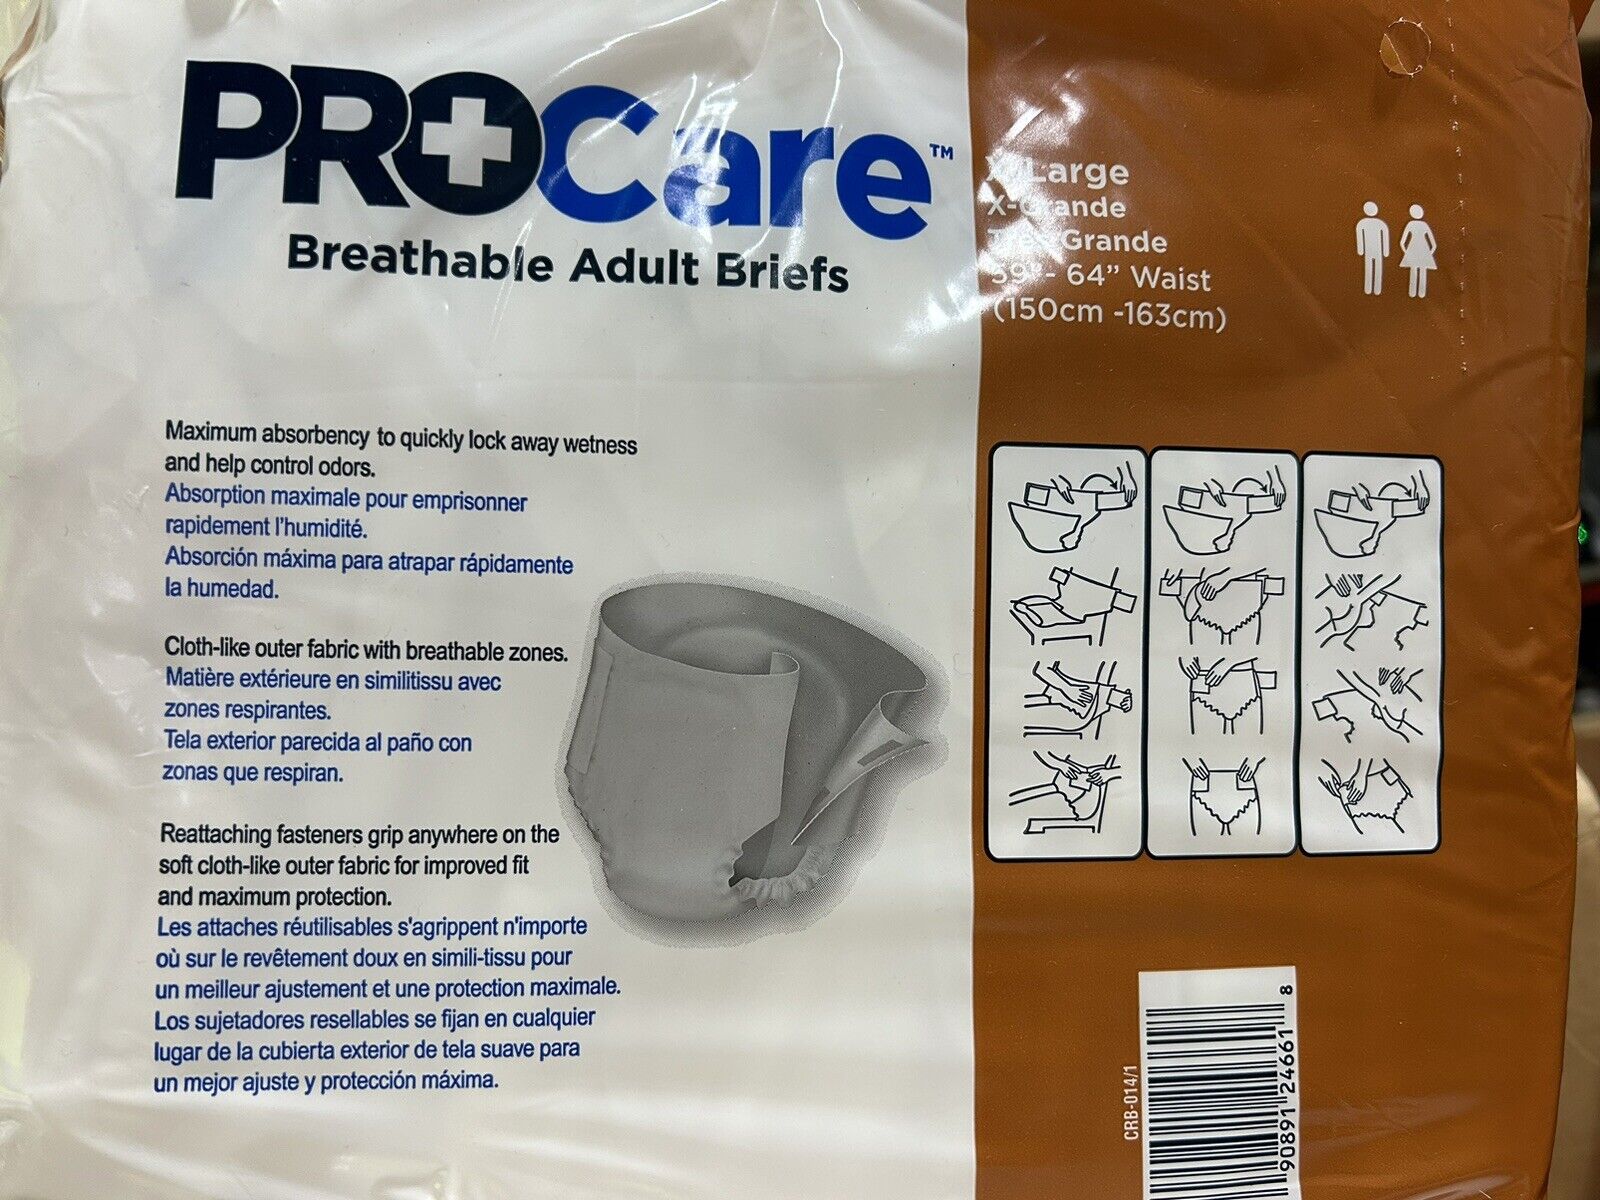 PROCare™
Breathable Adult Briefs
X-Large
X-Grande
Très Grande
59" - 64" Waist
(150cm -163cm)
Maximum absorbency to quickly lock away wetness
and help control odors.
Absorption maximale pour emprisonner
rapidement l'humidité.
Absorción máxima para atrapar rápidamente
la humedad.
Cloth-like outer fabric with breathable zones.
Matière extérieure en similitissu avec
zones respirantes.
Tela exterior parecida al paño con
zonas que respiran.
Reattaching fasteners grip anywhere on the
soft cloth-like outer fabric for improved fit
and maximum protection.
Les attaches réutilisables s'agrippent n'importe
où sur le revêtement doux en simili-tissu pour
un meilleur ajustement et une protection maximale.
Los sujetadores resellables se fijan en cualquier
lugar de la cubierta exterior de tela suave para
un mejor ajuste y protección máxima.
CRB-014/1
90891 24661 8